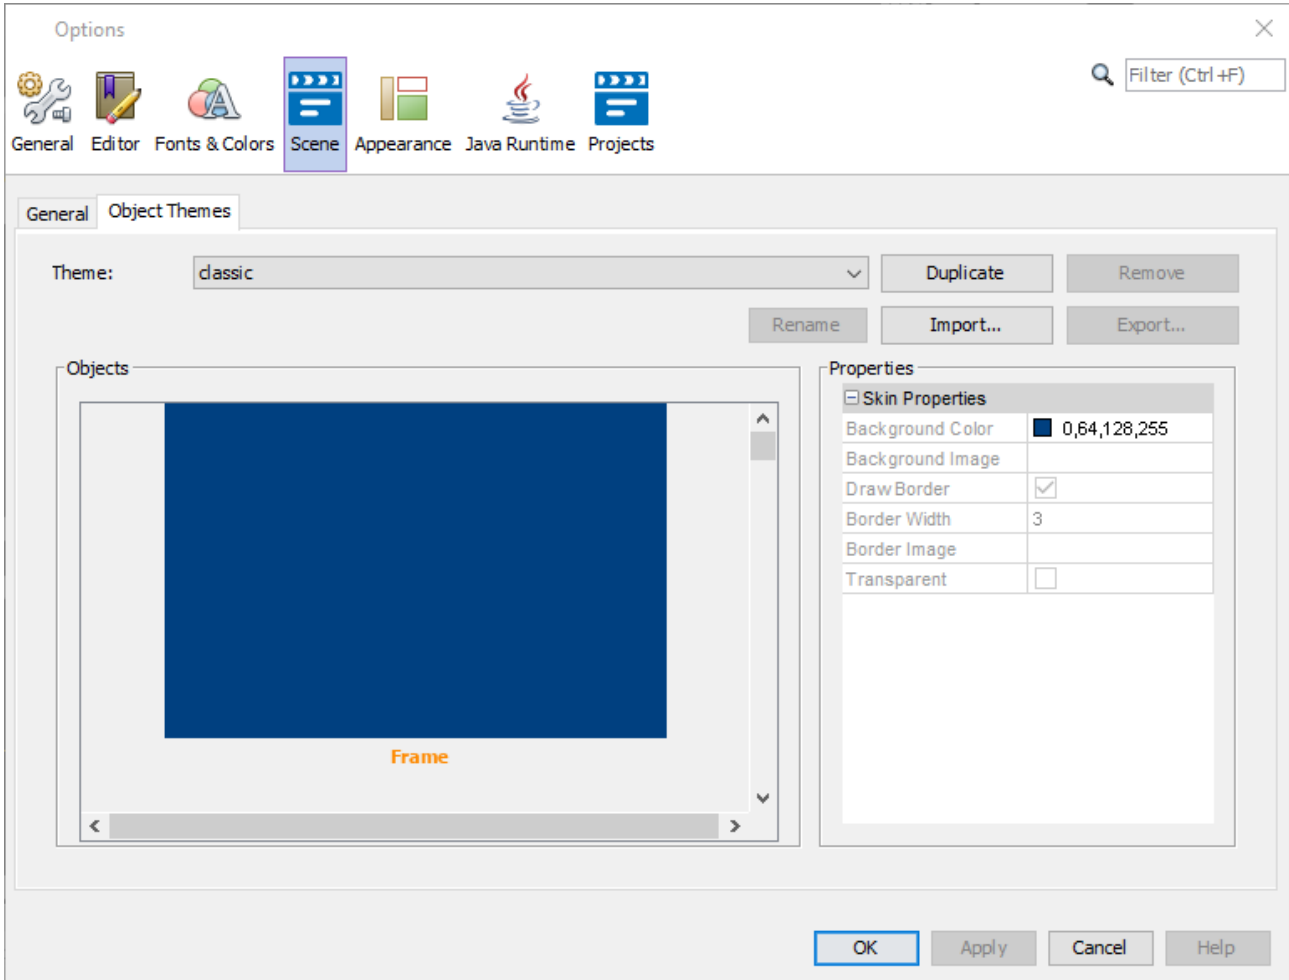 Options
Filter (Ctrl+F)
General Editor Fonts & Colors Scene Appearance Java Runtime Projects
General Object Themes
Theme: classic Duplicate Remove
Rename Import... Export...
Objects
Frame
Properties
Skin Properties
Background Color 0,64,128,255
Background Image
Draw Border
Border Width 3
Border Image
Transparent
OK Apply Cancel Help